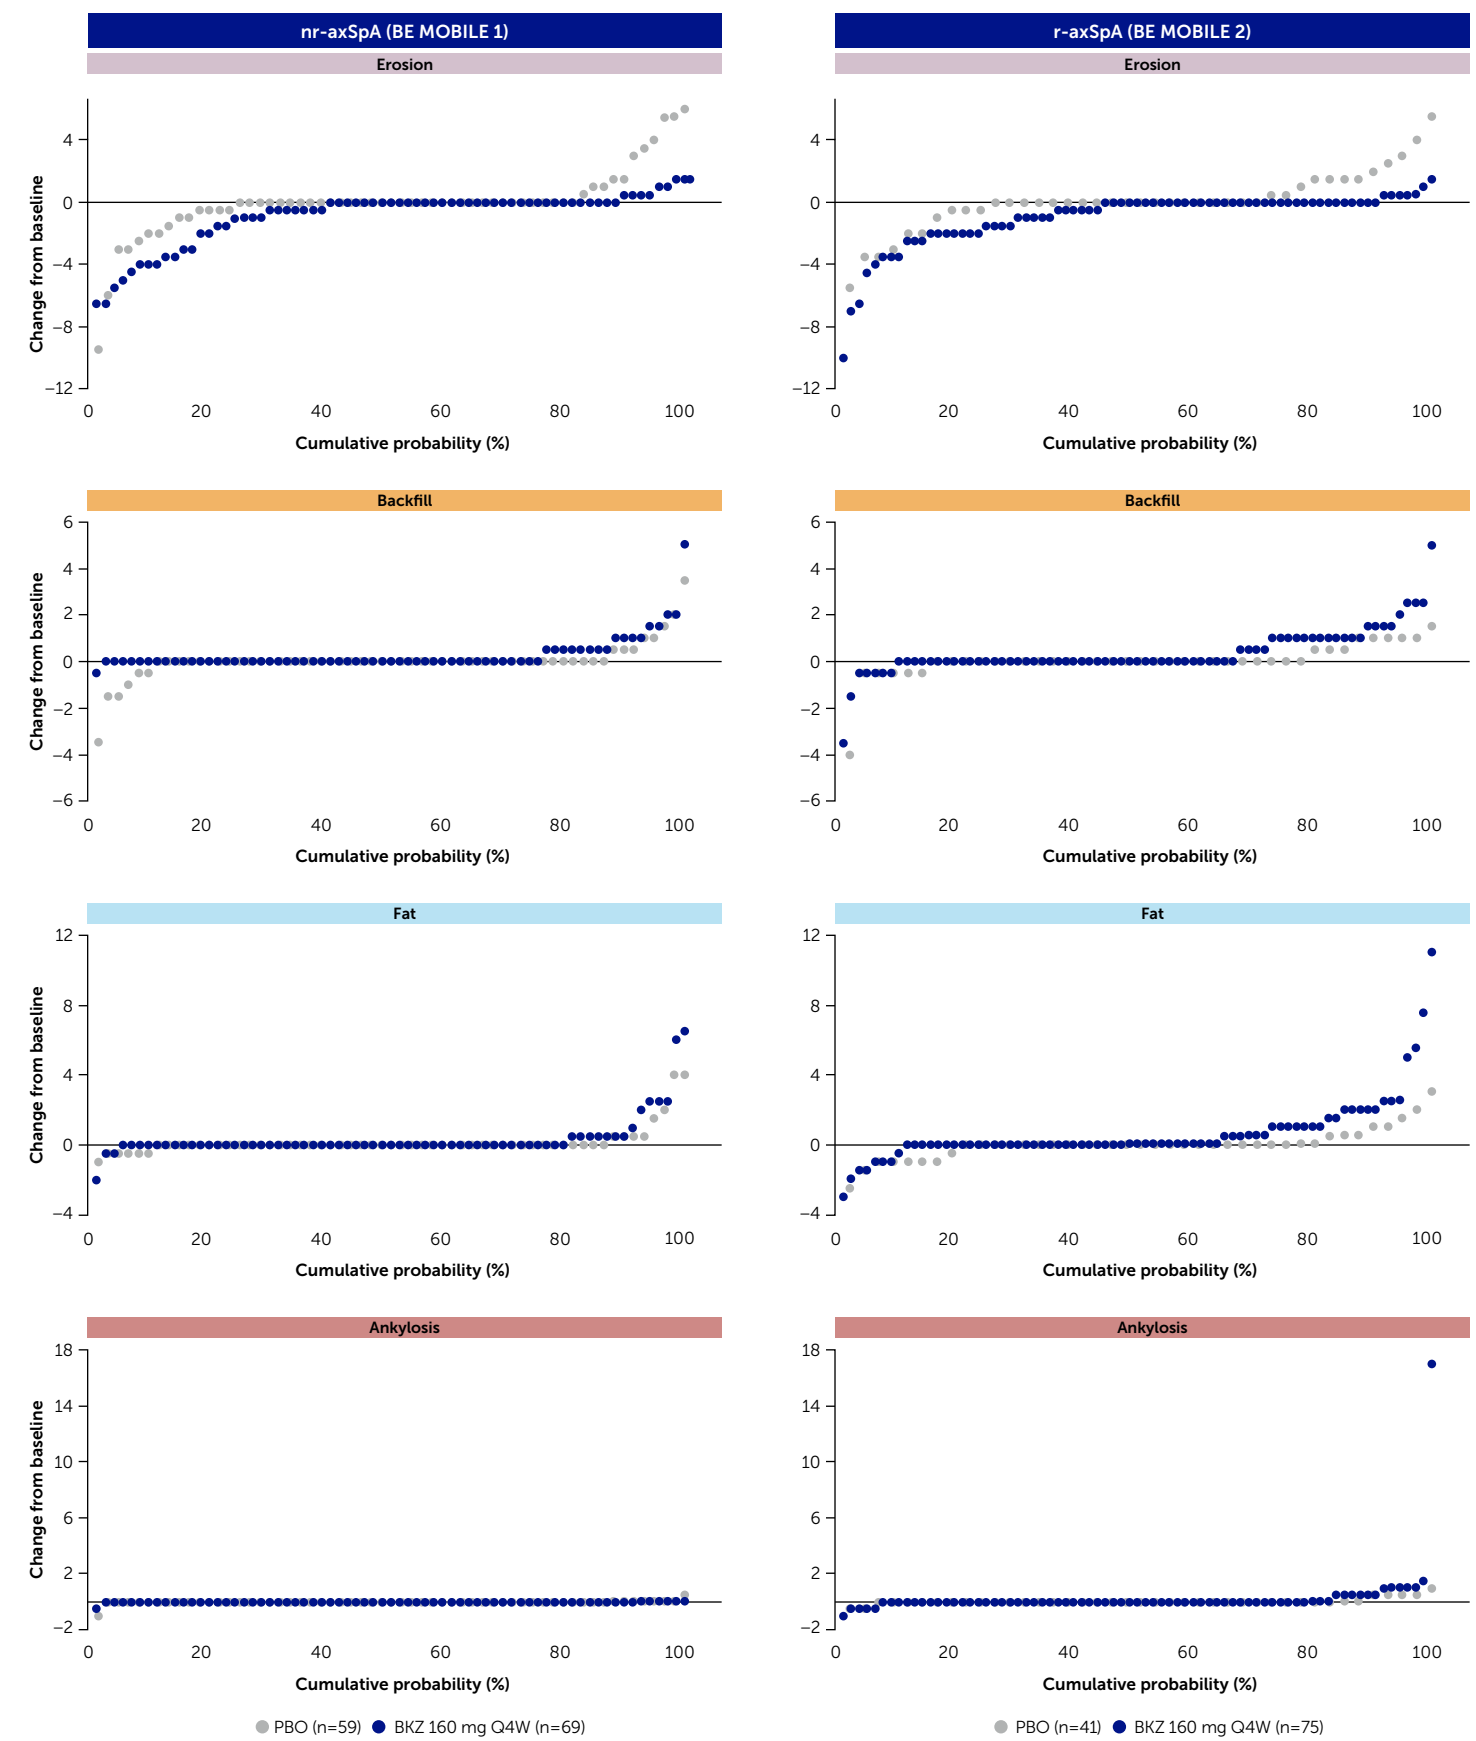 nr-axSpA (BE MOBILE 1)
Erosion
Change from baseline
4
0
−4
−8
−12
0 20 40 60 80 100
Cumulative probability (%)
r-axSpA (BE MOBILE 2)
Erosion
4
0
−4
−8
−12
0 20 40 60 80 100
Cumulative probability (%)
Backfill
Change from baseline
6
4
2
0
−2
−4
−6
0 20 40 60 80 100
Cumulative probability (%)
Backfill
6
4
2
0
−2
−4
−6
0 20 40 60 80 100
Cumulative probability (%)
Fat
Change from baseline
12
8
4
0
−4
0 20 40 60 80 100
Cumulative probability (%)
Fat
12
8
4
0
−4
0 20 40 60 80 100
Cumulative probability (%)
Ankylosis
Change from baseline
18
14
10
6
2
−2
0 20 40 60 80 100
Cumulative probability (%)
PBO (n=59) BKZ 160 mg Q4W (n=69)
Ankylosis
18
14
10
6
2
−2
0 20 40 60 80 100
Cumulative probability (%)
PBO (n=41) BKZ 160 mg Q4W (n=75)